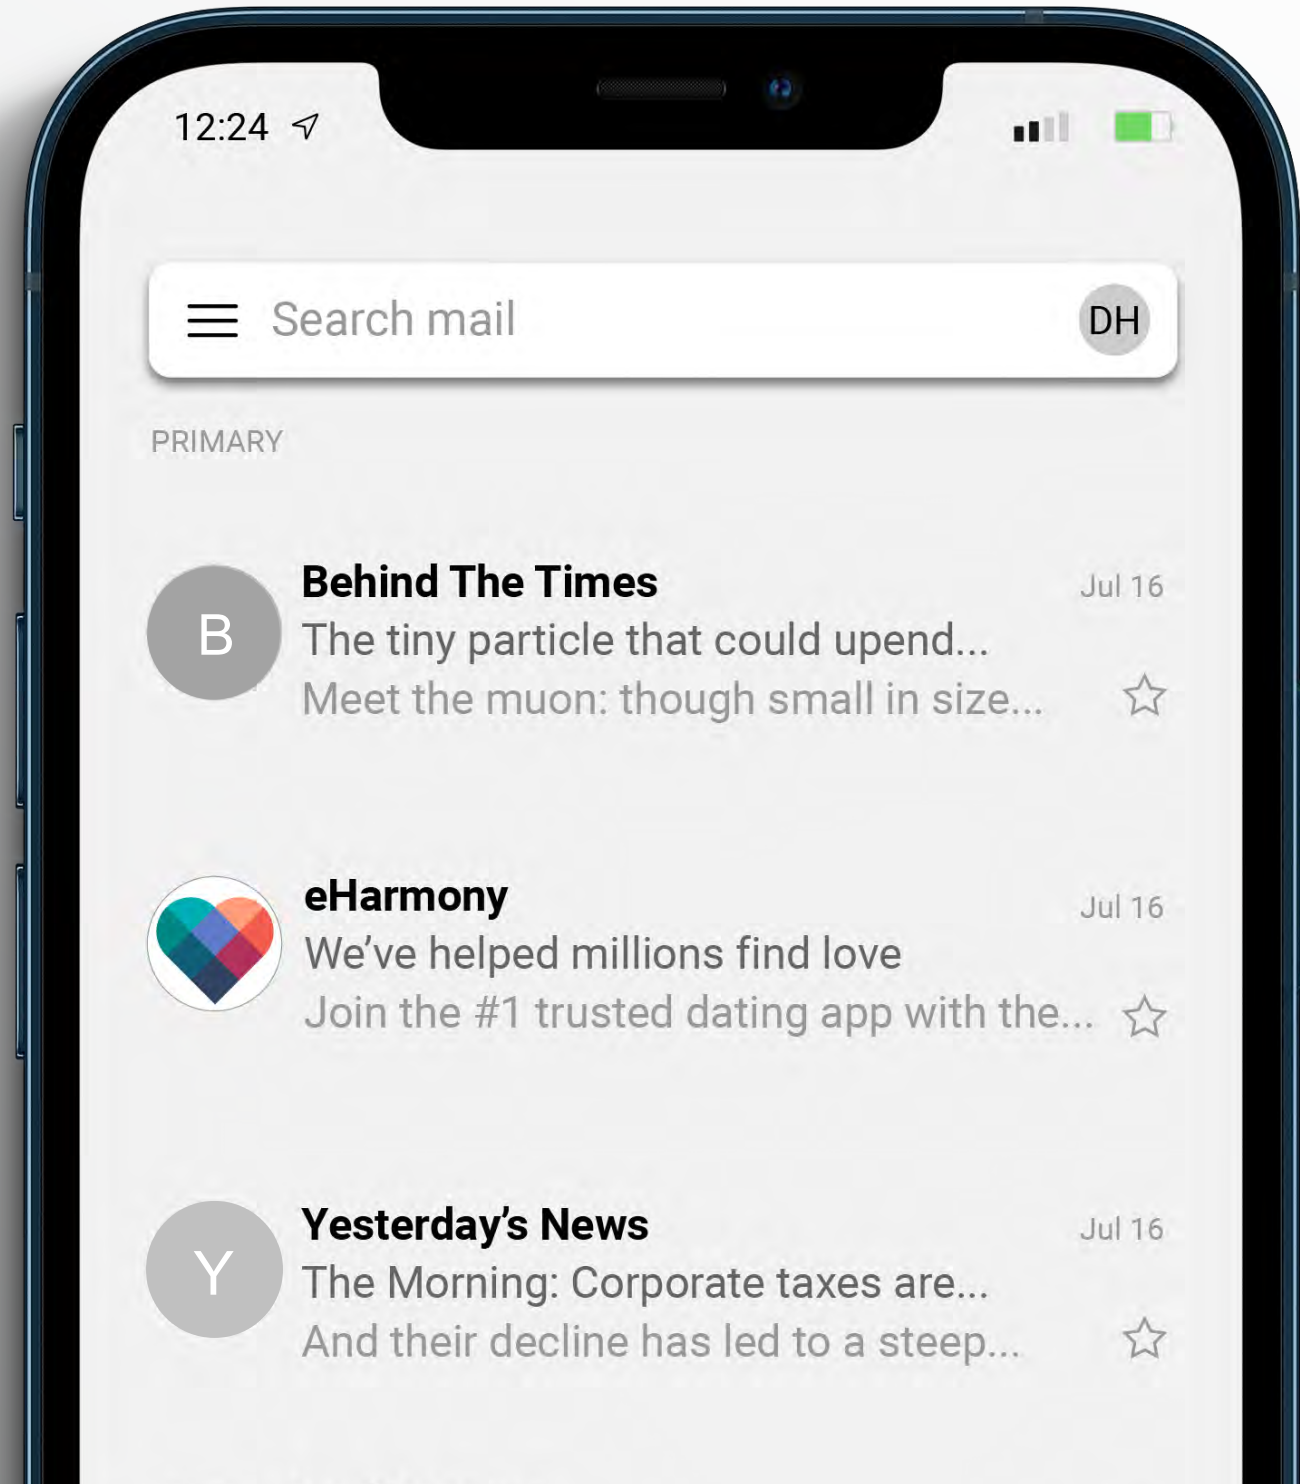 12:24
Search mail
DH
PRIMARY
B
Behind The Times
Jul 16
The tiny particle that could upend...
Meet the muon: though small in size...
eHarmony
Jul 16
We’ve helped millions find love
Join the #1 trusted dating app with the...
Y
Yesterday’s News
Jul 16
The Morning: Corporate taxes are...
And their decline has led to a steep...